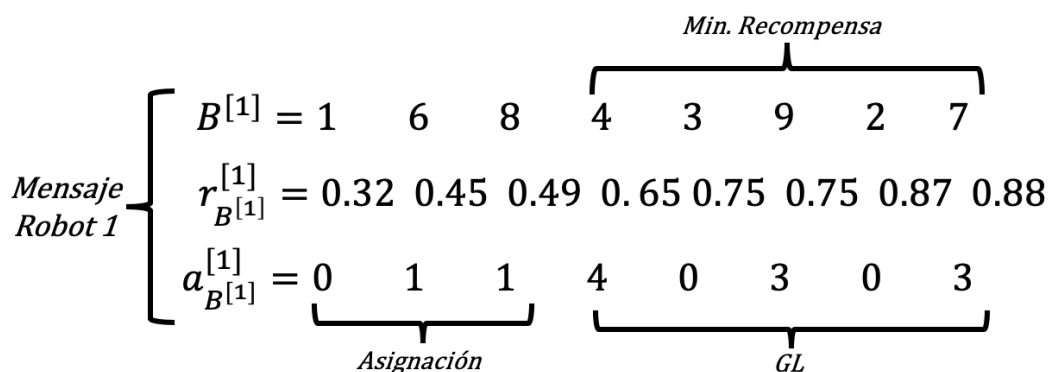 Min. Recompensa
B^[1] = 1 6 8 4 3 9 2 7
Mensaje
Robot 1
r_{B^[1]}^[1] = 0.32 0.45 0.49 0.65 0.75 0.75 0.87 0.88
a_{B^[1]}^[1] = 0 1 1 4 0 3 0 3
Asignación
GL